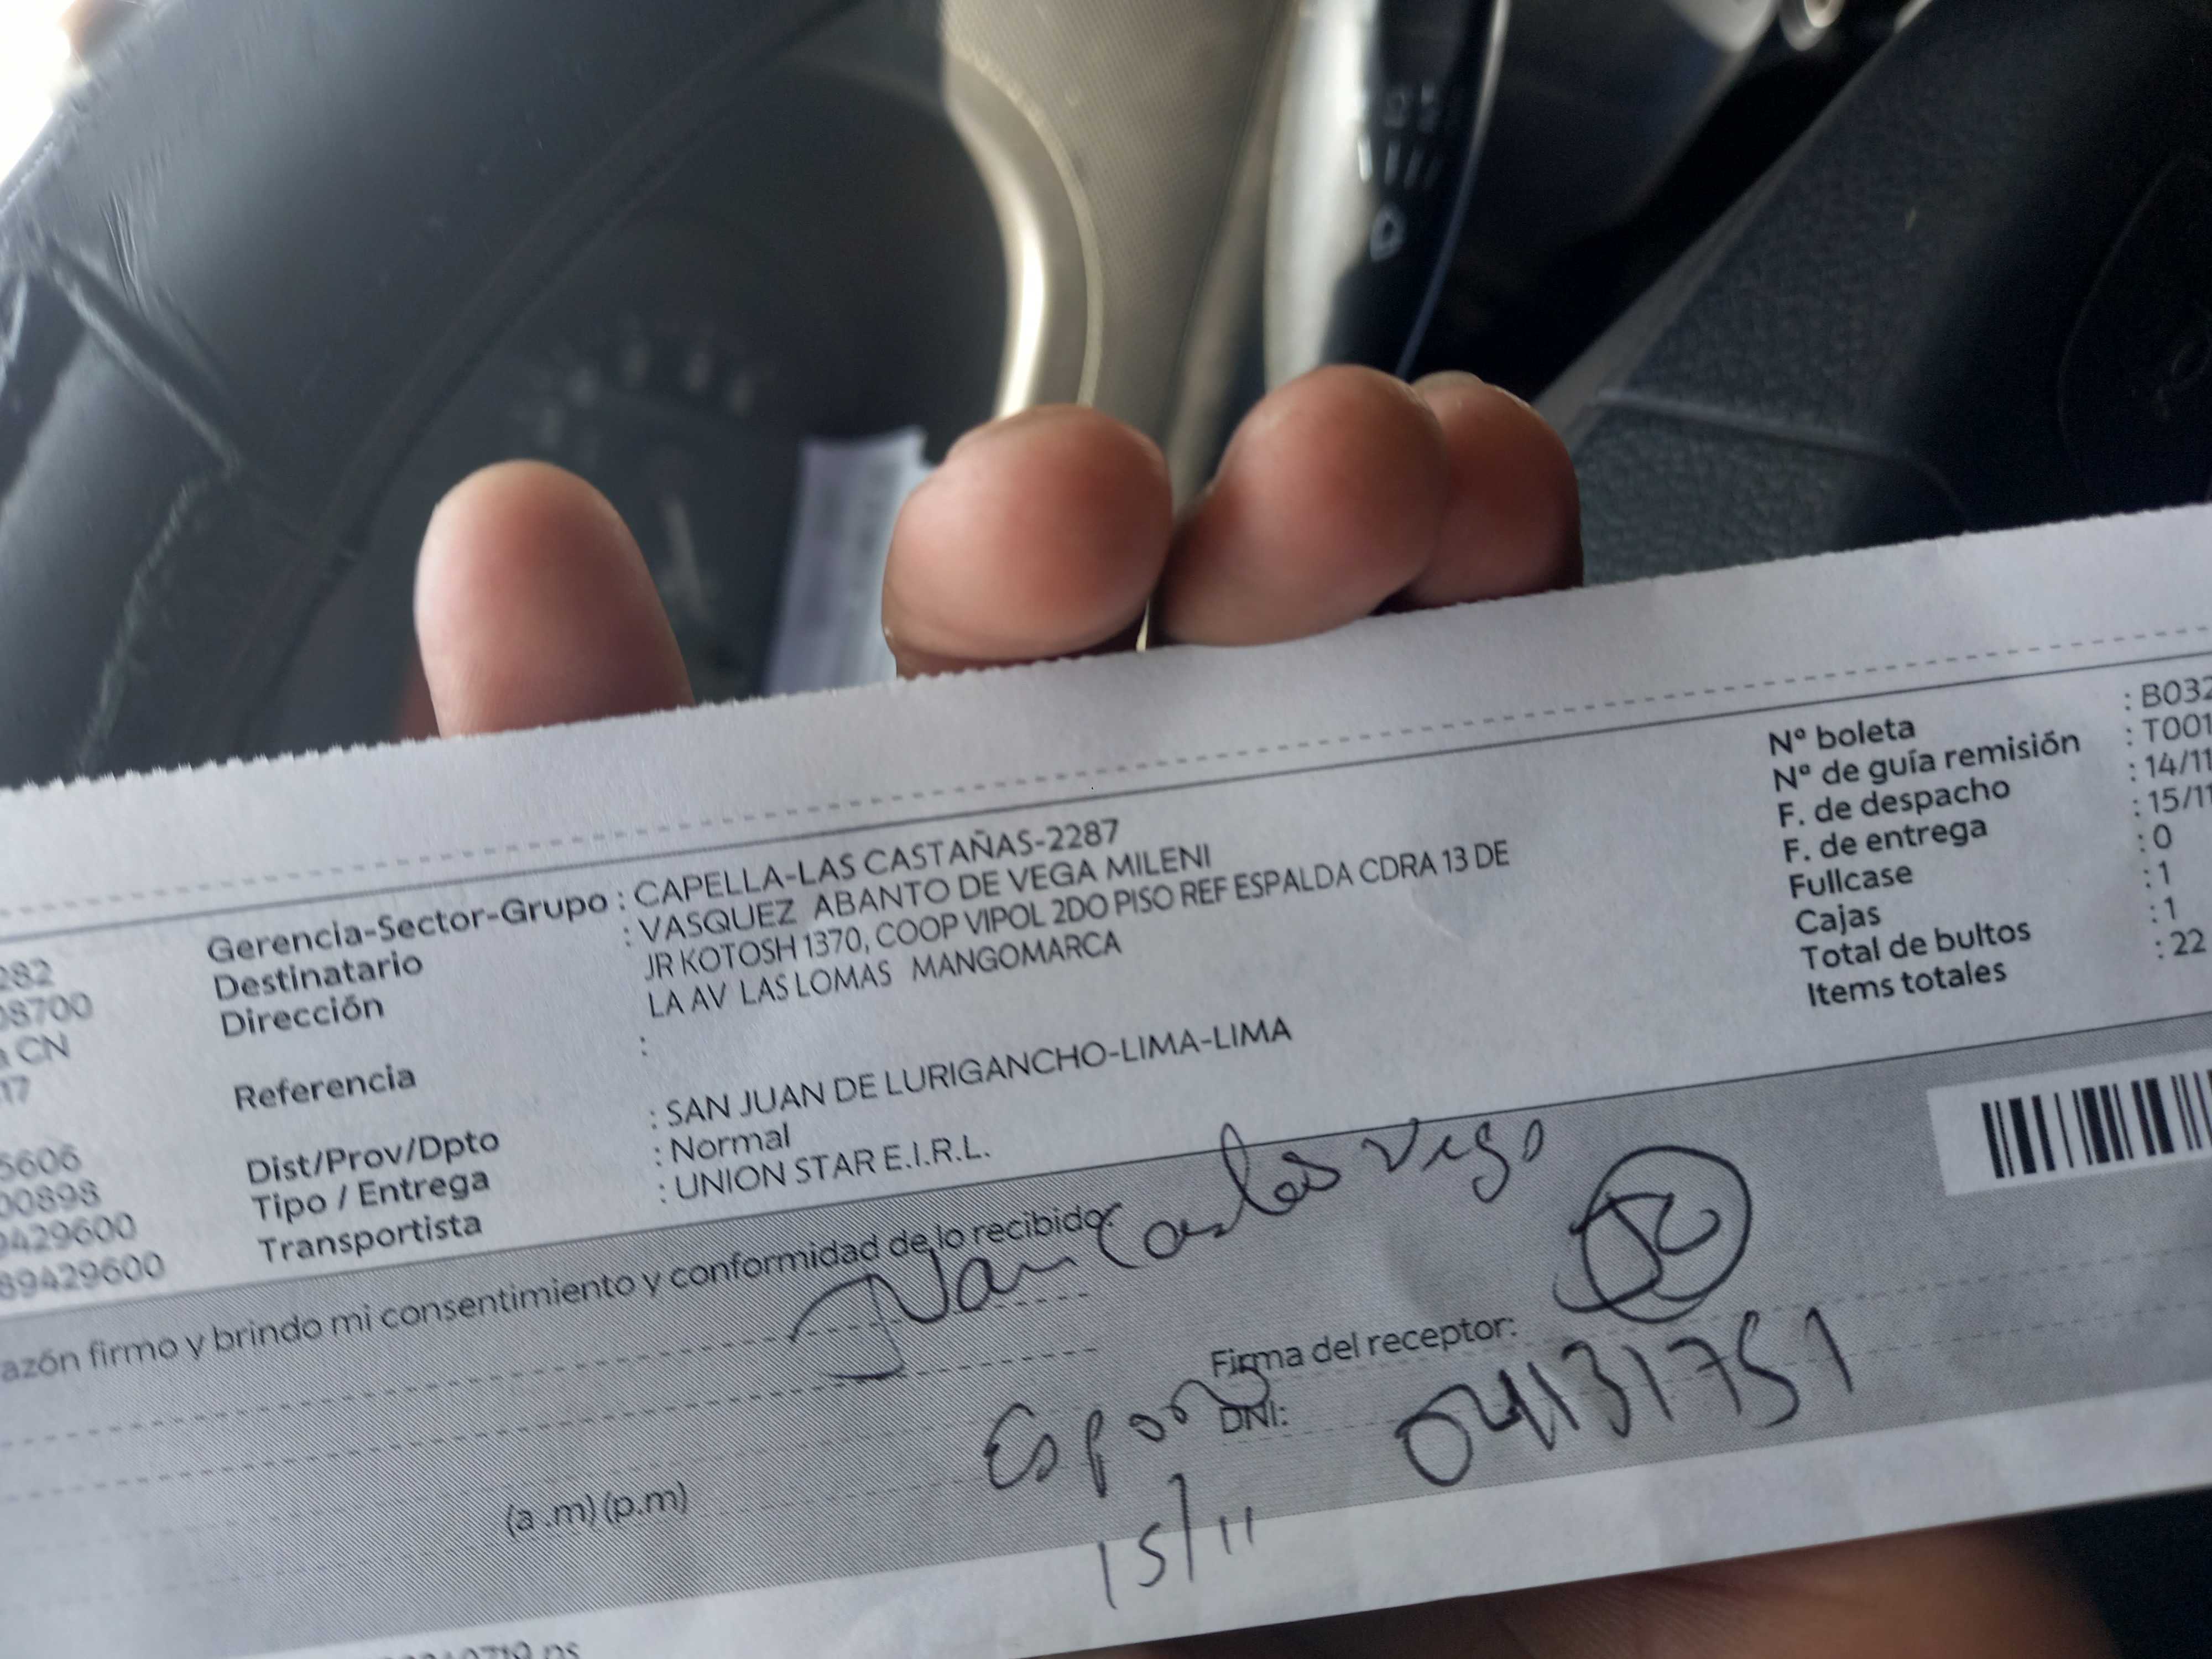 Gerencia-Sector-Grupo : CAPELLA-LAS CASTAÑAS-2287
Destinatario : VASQUEZ ABANTO DE VEGA MILENI
Dirección JR KOTOSH 1370, COOP VIPOL 2DO PISO REF ESPALDA CDRA 13 DE
LA AV LAS LOMAS MANGOMARCA
Referencia :
Dist/Prov/Dpto : SAN JUAN DE LURIGANCHO-LIMA-LIMA
Tipo / Entrega : Normal
Transportista : UNION STAR E.I.R.L.
282
08700
CN
17
5606
00898
9429600
89429600
Nº boleta : B032
Nº de guía remisión : T001
F. de despacho : 14/11
F. de entrega : 15/11
Fullcase : 0
Cajas : 1
Total de bultos : 1
Items totales : 22
azón firmo y brindo mi consentimiento y conformidad de lo recibido:
Juan Carlos Vega
Firma del receptor:
JC
Esposo
DNI: 04131751
(a .m) (p.m)
15/11